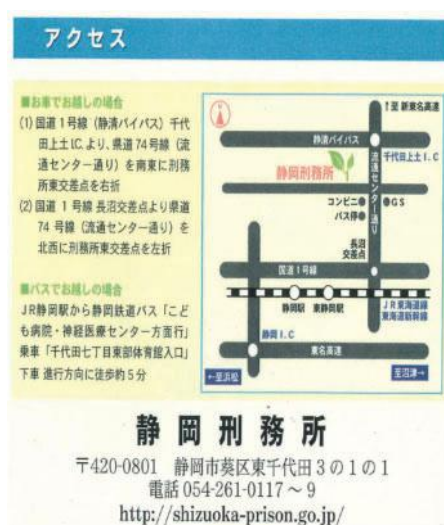 アクセス
■お車でお越しの場合
(1) 国道1号線（静清バイパス）千代
田上土I.C.より、県道74号線（流
通センター通り）を南東に刑務
所東交差点を右折
(2) 国道 1号線 長沼交差点より県道
74 号線（流通センター通り）を
北西に刑務所東交差点を左折
■バスでお越しの場合
JR静岡駅から静岡鉄道バス「こど
も病院・神経医療センター方面行」
乗車「千代田七丁目東部体育館入口」
下車 進行方向に徒歩約5分
↑至 新東名高速
静清バイパス
千代田上土I.C
静岡刑務所
流通センター通り
コンビニ
GS
バス停
長沼
交差点
国道1号線
静岡駅
東静岡駅
JR東海道線
東海道新幹線
静岡I.C
東名高速
←至浜松
至沼津→
静岡刑務所
〒420-0801 静岡市葵区東千代田3の1の1
電話 054-261-0117～9
http://shizuoka-prison.go.jp/